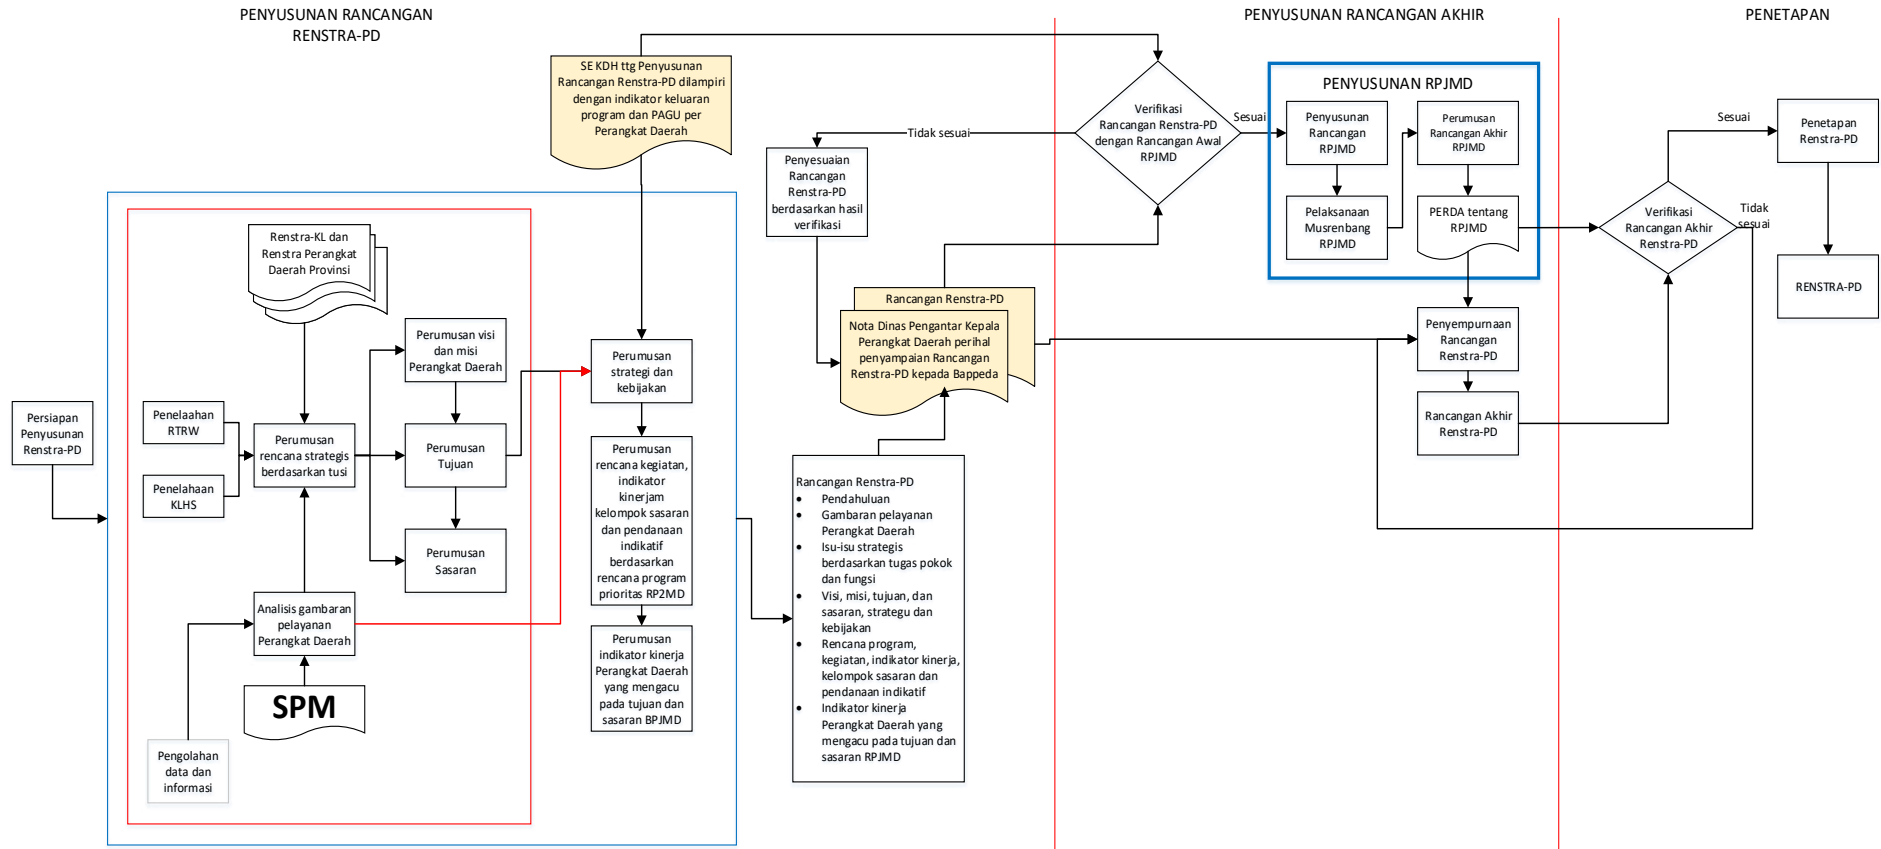 PENYUSUNAN RANCANGAN
RENSTRA-PD
PENYUSUNAN RANCANGAN AKHIR
PENETAPAN
SE KDH ttg Penyusunan
Rancangan Renstra-PD dilampiri
dengan indikator keluaran
program dan PAGU per
Perangkat Daerah
Persiapan
Penyusunan
Renstra-PD
Renstra-KL dan
Renstra Perangkat
Daerah Provinsi
Penelaahan
RTRW
Penelahaan
KLHS
Perumusan
rencana strategis
berdasarkan tusi
Analisis gambaran
pelayanan
Perangkat Daerah
SPM
Pengolahan
data dan
informasi
Perumusan visi
dan misi
Perangkat Daerah
Perumusan
Tujuan
Perumusan
Sasaran
Perumusan
strategi dan
kebijakan
Perumusan
rencana kegiatan,
indikator
kinerjam
kelompok sasaran
dan pendanaan
indikatif
berdasarkan
rencana program
prioritas RP2MD
Perumusan
indikator kinerja
Perangkat Daerah
yang mengacu
pada tujuan dan
sasaran BPJMD
Tidak sesuai
Penyesuaian
Rancangan
Renstra-PD
berdasarkan hasil
verifikasi
Rancangan Renstra-PD
Nota Dinas Pengantar Kepala
Perangkat Daerah perihal
penyampaian Rancangan
Renstra-PD kepada Bappeda
Rancangan Renstra-PD
• Pendahuluan
• Gambaran pelayanan
Perangkat Daerah
• Isu-isu strategis
berdasarkan tugas pokok
dan fungsi
• Visi, misi, tujuan, dan
sasaran, strategu dan
kebijakan
• Rencana program,
kegiatan, indikator kinerja,
kelompok sasaran dan
pendanaan indikatif
• Indikator kinerja
Perangkat Daerah yang
mengacu pada tujuan dan
sasaran RPJMD
Verifikasi
Rancangan Renstra-PD
dengan Rancangan Awal
RPJMD
Sesuai
PENYUSUNAN RPJMD
Penyusunan
Rancangan
RPJMD
Pelaksanaan
Musrenbang
RPJMD
Perumusan
Rancangan Akhir
RPJMD
PERDA tentang
RPJMD
Penyempurnaan
Rancangan
Renstra-PD
Rancangan Akhir
Renstra-PD
Verifikasi
Rancangan Akhir
Renstra-PD
Sesuai
Tidak
sesuai
Penetapan
Renstra-PD
RENSTRA-PD